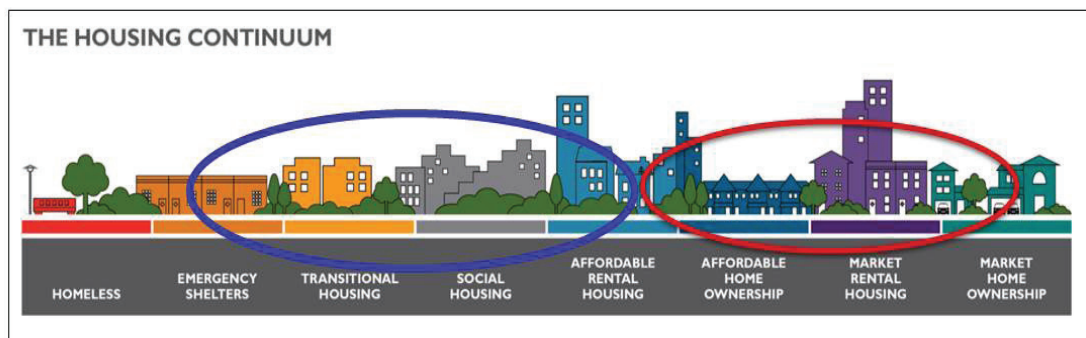 THE HOUSING CONTINUUM
HOMELESS
EMERGENCY
SHELTERS
TRANSITIONAL
HOUSING
SOCIAL
HOUSING
AFFORDABLE
RENTAL
HOUSING
AFFORDABLE
HOME
OWNERSHIP
MARKET
RENTAL
HOUSING
MARKET
HOME
OWNERSHIP